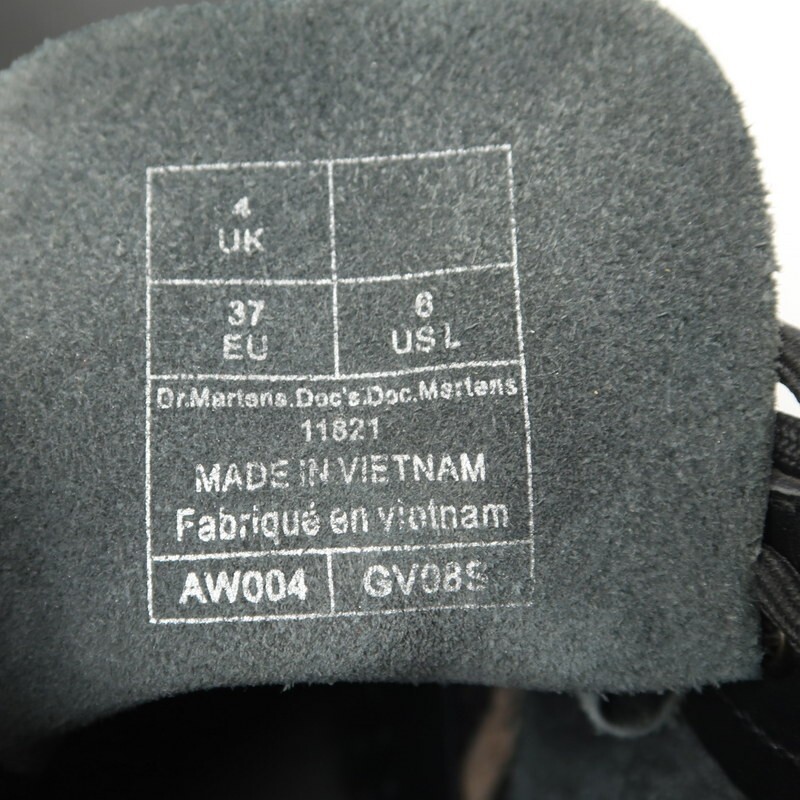 4
UK
37
EU
6
US L
Dr.Martens.Doc's.Doc.Martens
11821
MADE IN VIETNAM
Fabriqué en vietnam
AW004
GV08S